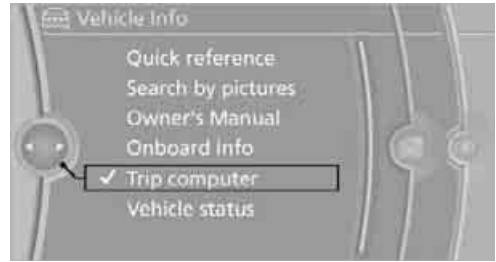 Vehicle Info
Quick reference
Search by pictures
Owner's Manual
Onboard info
✓ Trip computer
Vehicle status